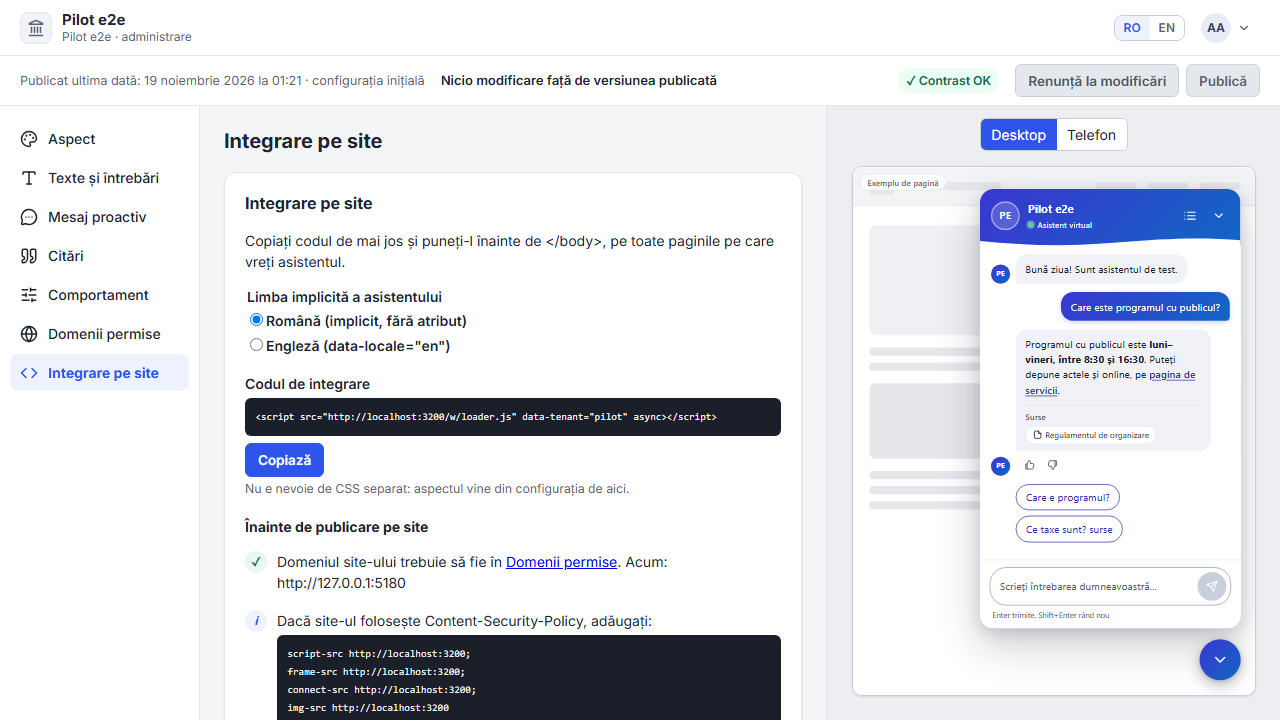 Pilot e2e
Pilot e2e · administrare
RO
EN
AA
Publicat ultima dată: 19 noiembrie 2026 la 01:21 · configurația inițială
Nicio modificare față de versiunea publicată
✓ Contrast OK
Renunță la modificări
Publică
Aspect
Texte și întrebări
Mesaj proactiv
Citări
Comportament
Domenii permise
Integrare pe site
Integrare pe site
Integrare pe site
Copiați codul de mai jos și puneți-l înainte de </body>, pe toate paginile pe care
vreți asistentul.
Limba implicită a asistentului
Română (implicit, fără atribut)
Engleză (data-locale="en")
Codul de integrare
<script src="http://localhost:3200/w/loader.js" data-tenant="pilot" async></script>
Copiază
Nu e nevoie de CSS separat: aspectul vine din configurația de aici.
Înainte de publicare pe site
✓ Domeniul site-ului trebuie să fie în Domenii permise. Acum:
http://127.0.0.1:5180
i Dacă site-ul folosește Content-Security-Policy, adăugați:
script-src http://localhost:3200;
frame-src http://localhost:3200;
connect-src http://localhost:3200;
img-src http://localhost:3200
Desktop
Telefon
Exemplu de pagină
PE
Pilot e2e
Asistent virtual
PE
Bună ziua! Sunt asistentul de test.
Care este programul cu publicul?
Programul cu publicul este luni–
vineri, între 8:30 și 16:30. Puteți
depune actele și online, pe pagina de
servicii.
Surse
Regulamentul de organizare
PE
Care e programul?
Ce taxe sunt? surse
Scrieți întrebarea dumneavoastră...
Enter trimite, Shift+Enter rând nou